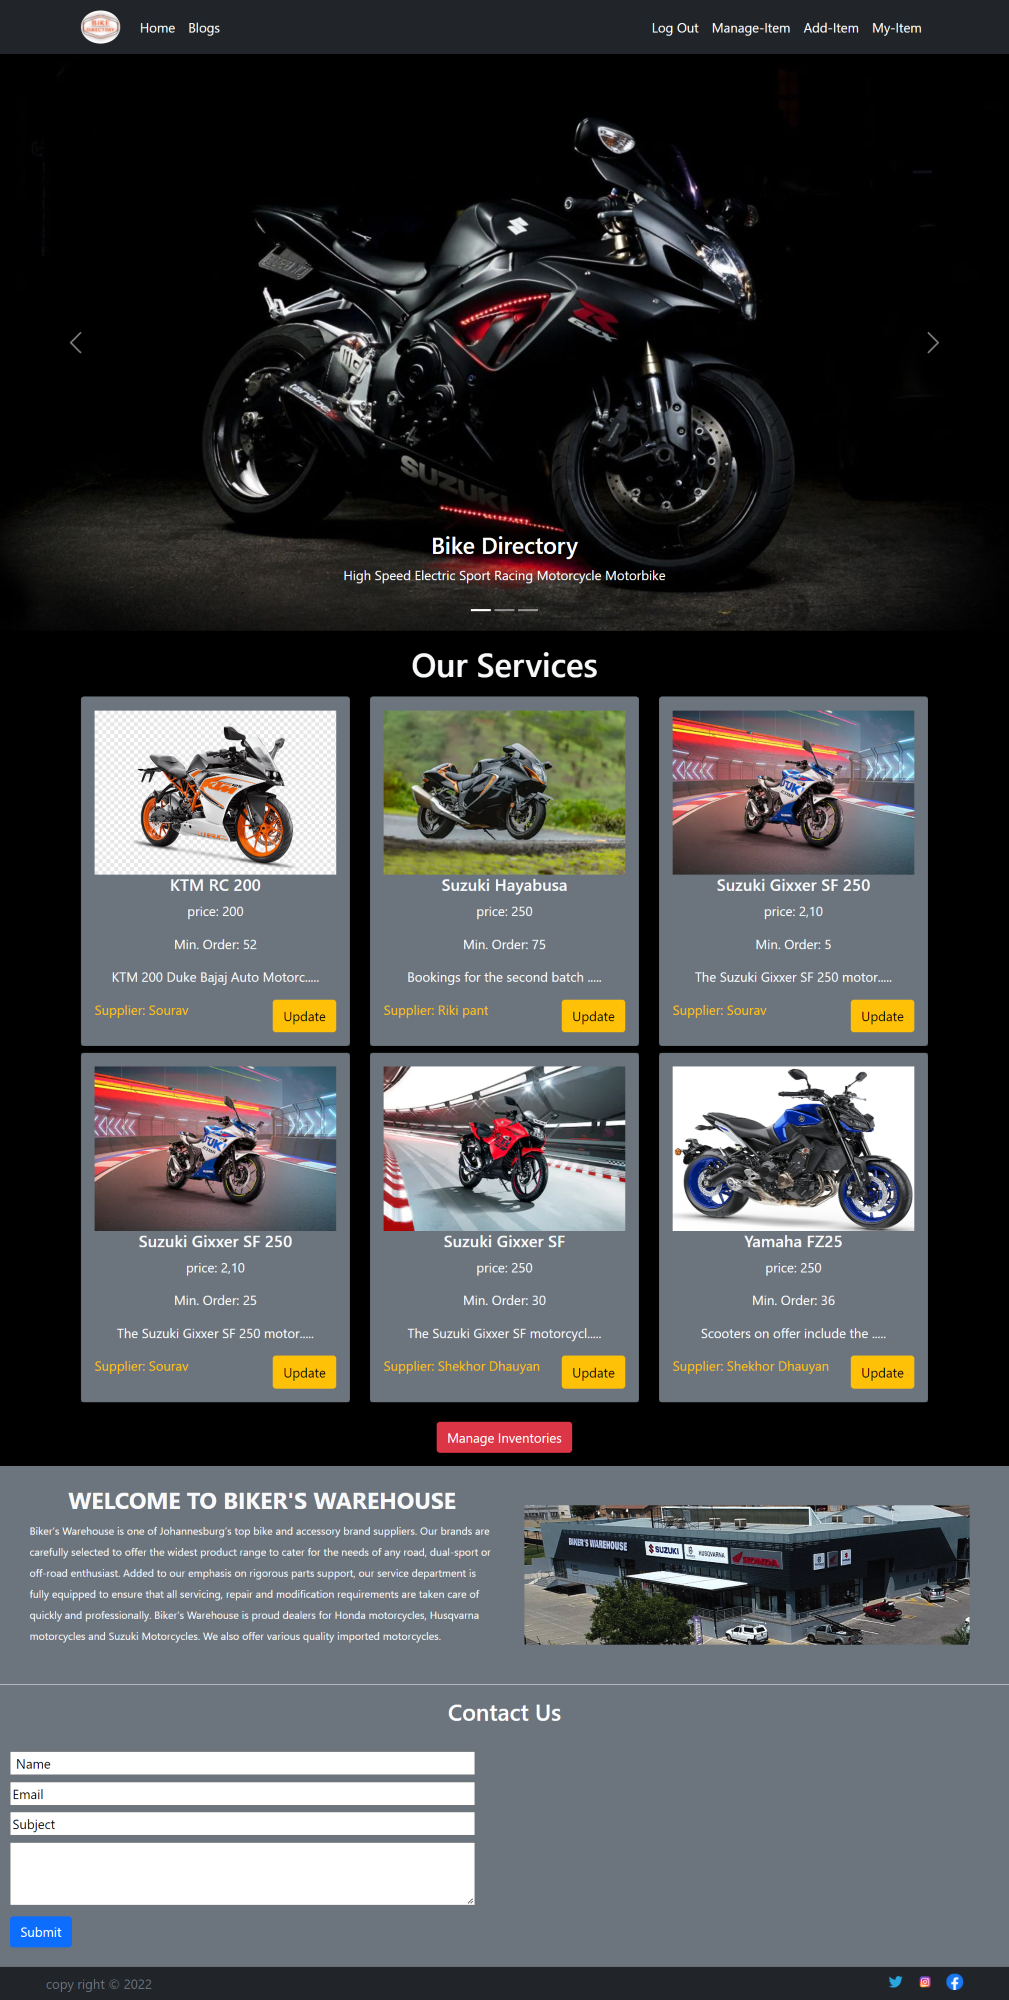 BIKE
DIRECTORY
Home
Blogs
Log Out
Manage-Item
Add-Item
My-Item
R
GSX
SUZUKI
Bike Directory
High Speed Electric Sport Racing Motorcycle Motorbike
Our Services
KTM RC 200
price: 200
Min. Order: 52
KTM 200 Duke Bajaj Auto Motorc.....
Supplier: Sourav
Update
Suzuki Hayabusa
price: 250
Min. Order: 75
Bookings for the second batch .....
Supplier: Riki pant
Update
Suzuki Gixxer SF 250
price: 2,10
Min. Order: 5
The Suzuki Gixxer SF 250 motor.....
Supplier: Sourav
Update
Suzuki Gixxer SF 250
price: 2,10
Min. Order: 25
The Suzuki Gixxer SF 250 motor.....
Supplier: Sourav
Update
Suzuki Gixxer SF
price: 250
Min. Order: 30
The Suzuki Gixxer SF motorcycl.....
Supplier: Shekhor Dhauyan
Update
Yamaha FZ25
price: 250
Min. Order: 36
Scooters on offer include the .....
Supplier: Shekhor Dhauyan
Update
Manage Inventories
WELCOME TO BIKER'S WAREHOUSE
Biker's Warehouse is one of Johannesburg's top bike and accessory brand suppliers. Our brands are
carefully selected to offer the widest product range to cater for the needs of any road, dual-sport or
off-road enthusiast. Added to our emphasis on rigorous parts support, our service department is
fully equipped to ensure that all servicing, repair and modification requirements are taken care of
quickly and professionally. Biker's Warehouse is proud dealers for Honda motorcycles, Husqvarna
motorcycles and Suzuki Motorcycles. We also offer various quality imported motorcycles.
BIKER'S WAREHOUSE
SUZUKI
HUSQVARNA
HONDA
Contact Us
Name
Email
Subject
Submit
copy right © 2022